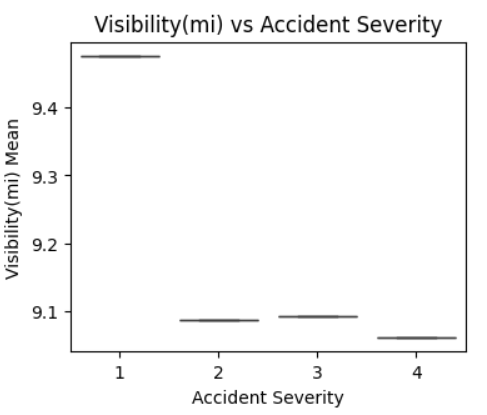 Visibility(mi) vs Accident Severity
Visibility(mi) Mean
9.4
9.3
9.2
9.1
1 2 3 4
Accident Severity